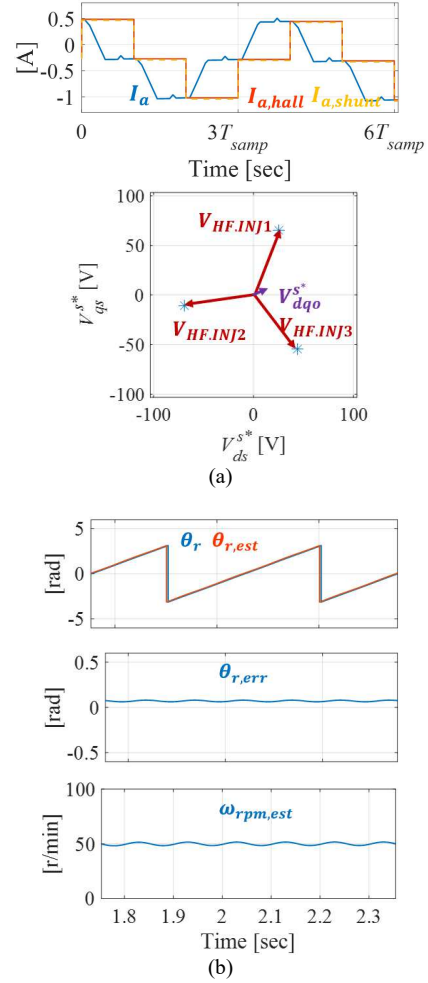 [A]
0.5
0
-0.5
-1
I_a I_a,hall I_a,shunt
0 3T_samp 6T_samp
Time [sec]
V_qs^s* [V]
100
50
0
-50
-100
V_HF.INJ1
V_dqo^s*
V_HF.INJ2
V_HF.INJ3
-100 0 100
V_ds^s* [V]
(a)
[rad]
5
0
-5
θ_r θ_r,est
[rad]
0.5
0
-0.5
θ_r,err
[r/min]
100
50
0
ω_rpm,est
1.8 1.9 2 2.1 2.2 2.3
Time [sec]
(b)